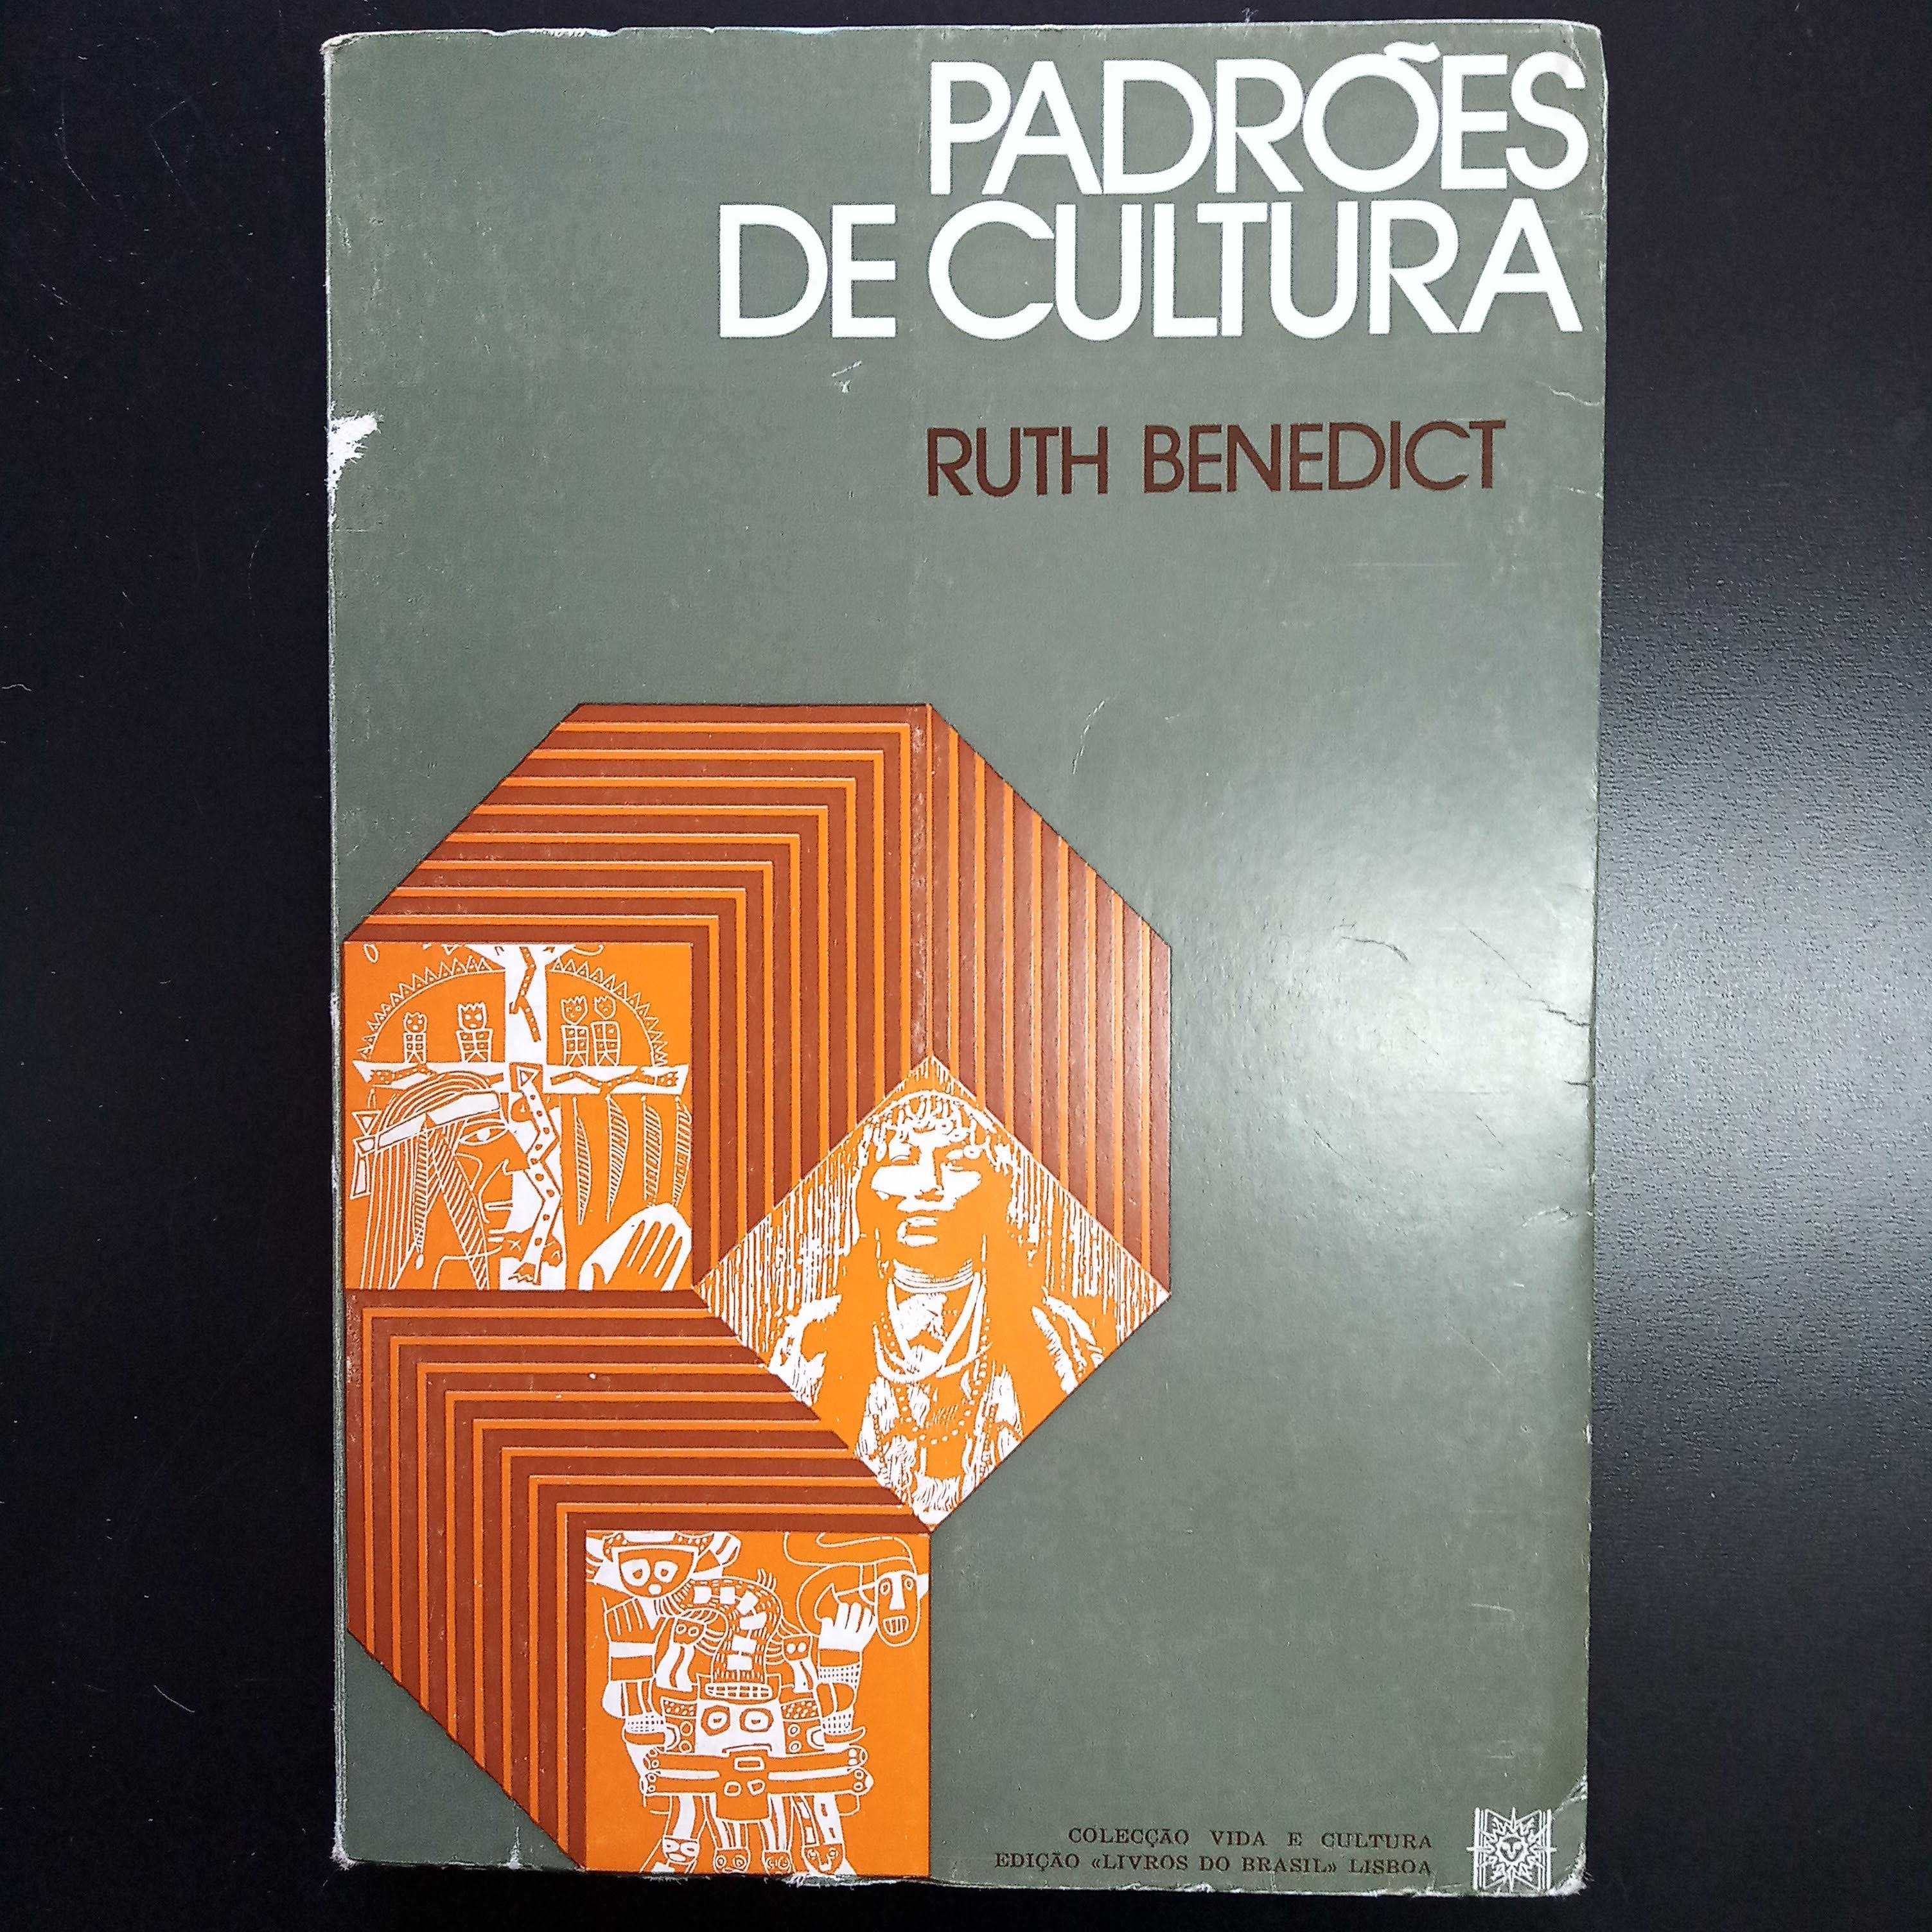 PADRÕES
DE CULTURA
RUTH BENEDICT
COLECÇÃO VIDA E CULTURA
EDIÇÃO «LIVROS DO BRASIL» LISBOA